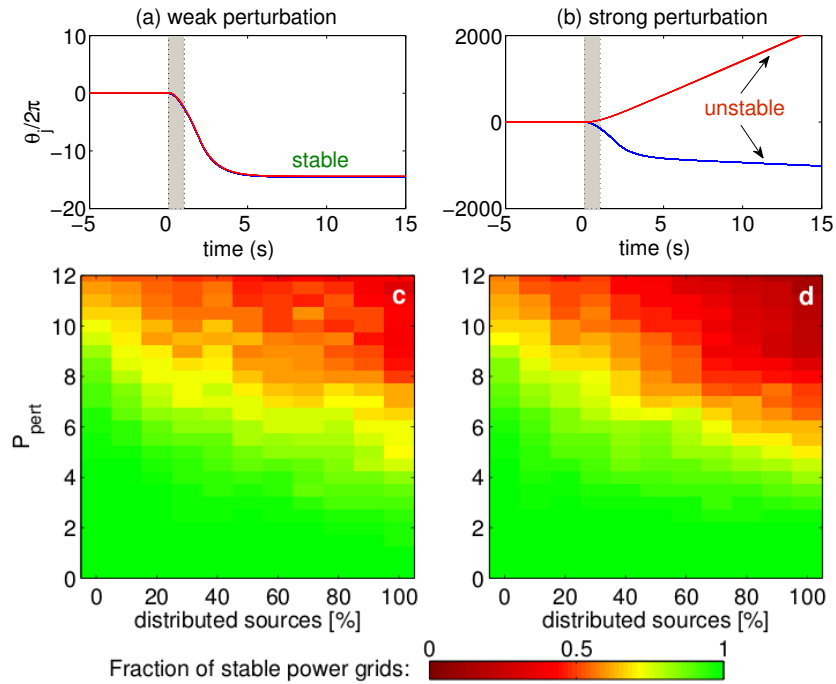 (a) weak perturbation
(b) strong perturbation
10
0
−10
−20
θj/2π
stable
−5 0 5 10 15
time (s)
2000
0
−2000
unstable
−5 0 5 10 15
time (s)
12
10
8
6
4
2
0
Ppert
c
0 20 40 60 80 100
distributed sources [%]
12
10
8
6
4
2
0
d
0 20 40 60 80 100
distributed sources [%]
Fraction of stable power grids:
0 0.5 1